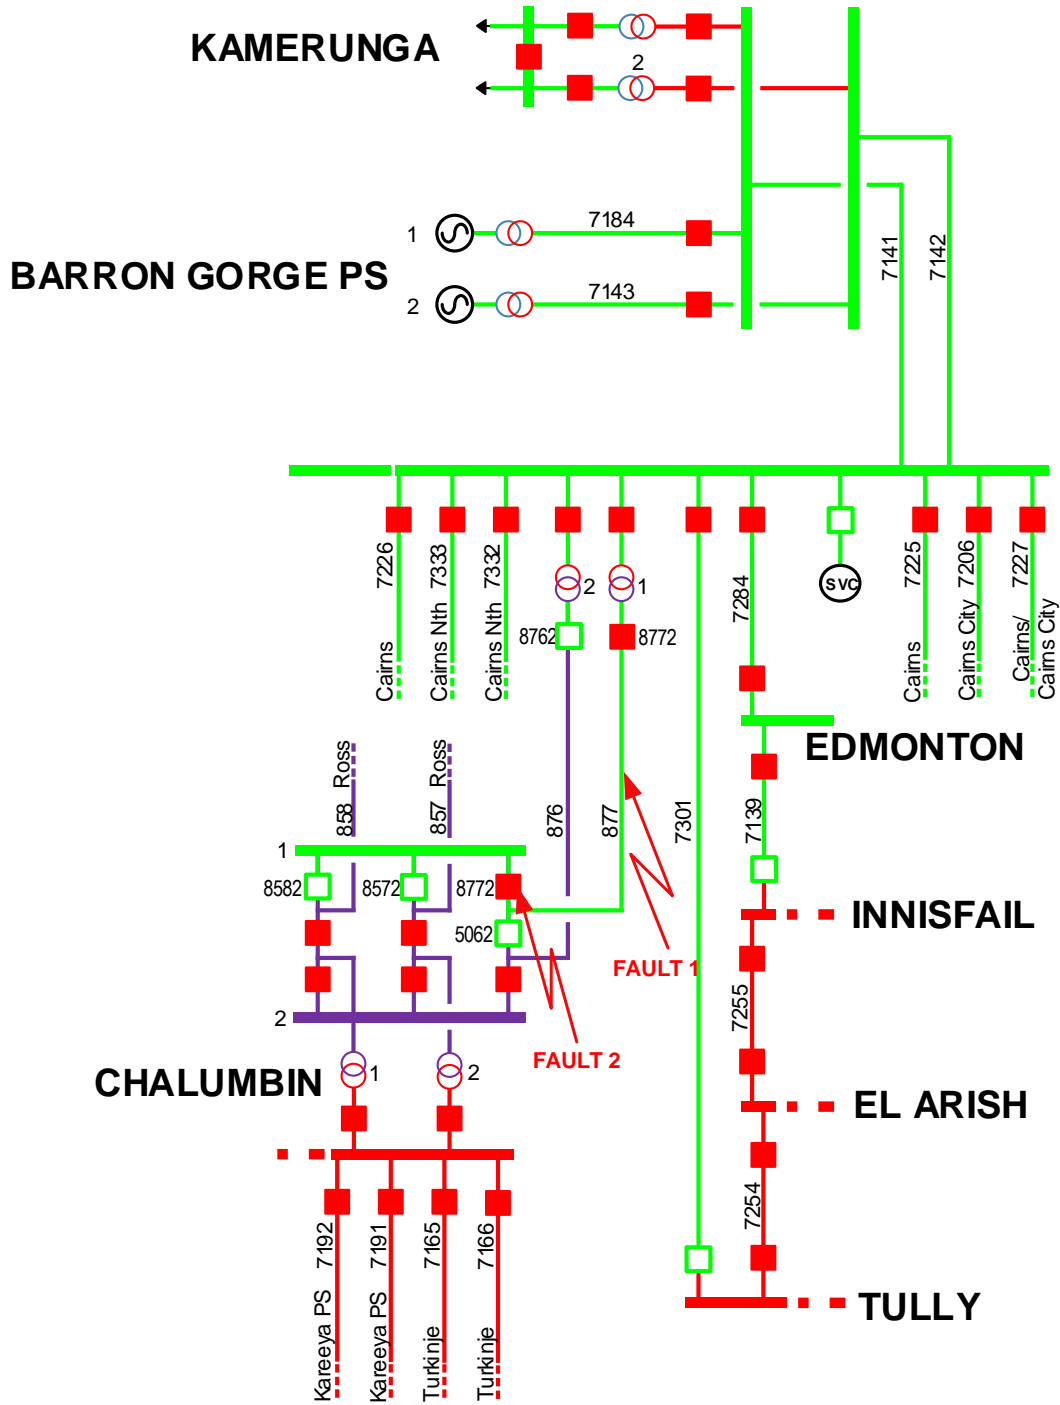 KAMERUNGA
2
1
7184
BARRON GORGE PS
2
7143
7141
7142
7226
Cairns
7333
Cairns Nth
7332
Cairns Nth
2
1
8762
8772
7284
SVC
7225
Cairns
7206
Cairns City
7227
Cairns/
Cairns City
EDMONTON
858 Ross
857 Ross
876
877
7301
7139
1
8582
8572
8772
5062
INNISFAIL
FAULT 1
7255
2
FAULT 2
CHALUMBIN
1
2
EL ARISH
7254
7192
Kareeya PS
7191
Kareeya PS
7165
Turkinje
7166
Turkinje
TULLY